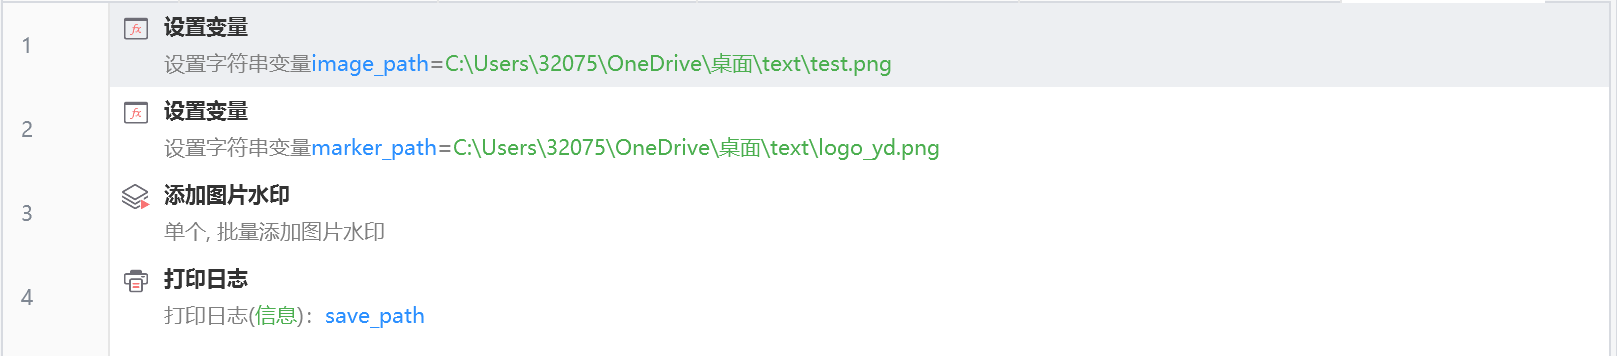 1
fx 设置变量
设置字符串变量image_path=C:\Users\32075\OneDrive\桌面\text\test.png
2
fx 设置变量
设置字符串变量marker_path=C:\Users\32075\OneDrive\桌面\text\logo_yd.png
3
添加图片水印
单个, 批量添加图片水印
4
打印日志
打印日志(信息)：save_path